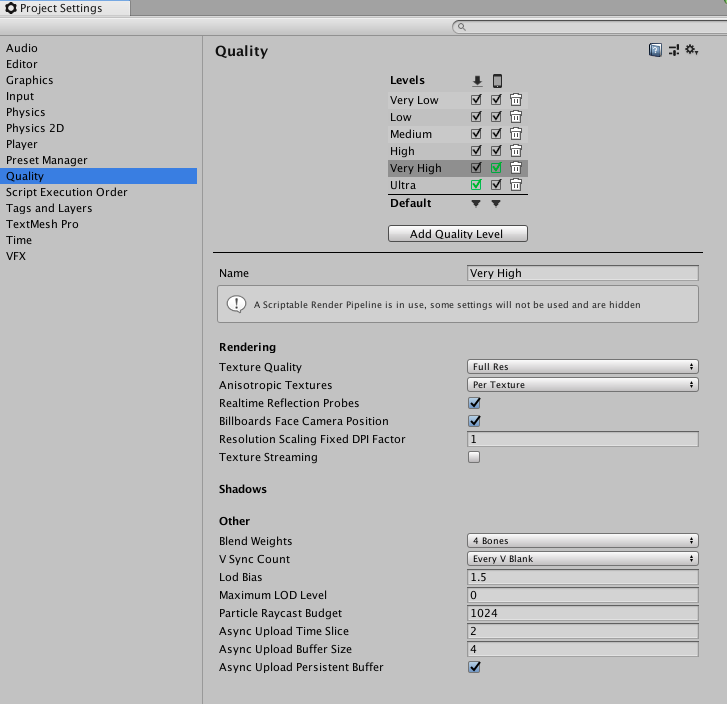 Project Settings
Audio
Editor
Graphics
Input
Physics
Physics 2D
Player
Preset Manager
Quality
Script Execution Order
Tags and Layers
TextMesh Pro
Time
VFX
Quality
Levels
Very Low
Low
Medium
High
Very High
Ultra
Default
Add Quality Level
Name Very High
A Scriptable Render Pipeline is in use, some settings will not be used and are hidden
Rendering
Texture Quality Full Res
Anisotropic Textures Per Texture
Realtime Reflection Probes
Billboards Face Camera Position
Resolution Scaling Fixed DPI Factor 1
Texture Streaming
Shadows
Other
Blend Weights 4 Bones
V Sync Count Every V Blank
Lod Bias 1.5
Maximum LOD Level 0
Particle Raycast Budget 1024
Async Upload Time Slice 2
Async Upload Buffer Size 4
Async Upload Persistent Buffer